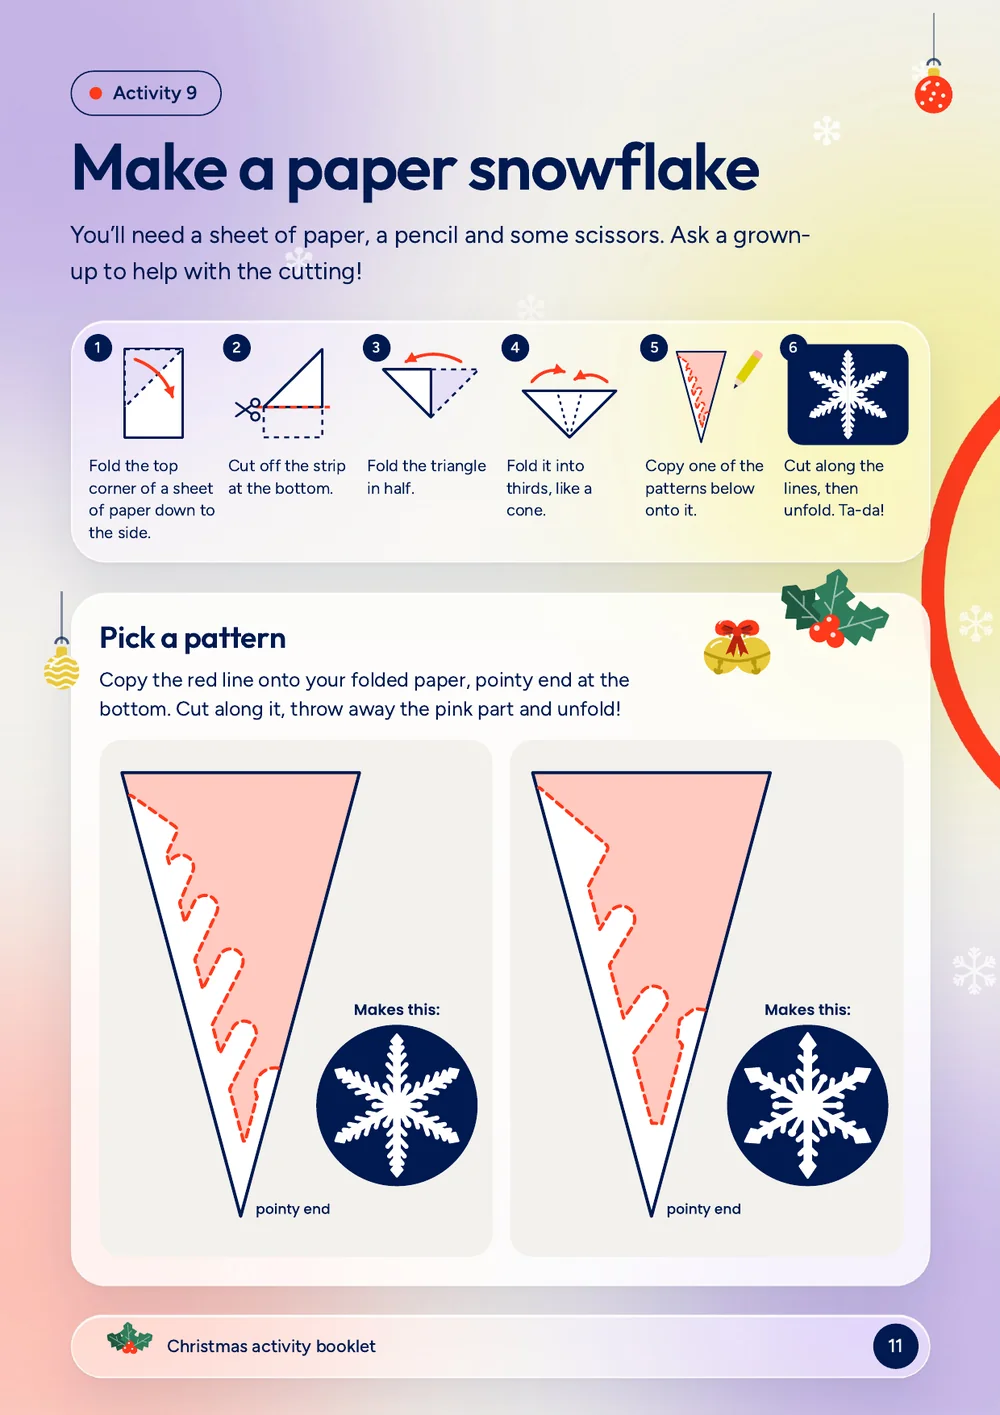 Activity 9
Make a paper snowflake
You'll need a sheet of paper, a pencil and some scissors. Ask a grown-
up to help with the cutting!
1
Fold the top
corner of a sheet
of paper down to
the side.
2
Cut off the strip
at the bottom.
3
Fold the triangle
in half.
4
Fold it into
thirds, like a
cone.
5
Copy one of the
patterns below
onto it.
6
Cut along the
lines, then
unfold. Ta-da!
Pick a pattern
Copy the red line onto your folded paper, pointy end at the
bottom. Cut along it, throw away the pink part and unfold!
Makes this:
pointy end
Makes this:
pointy end
Christmas activity booklet
11